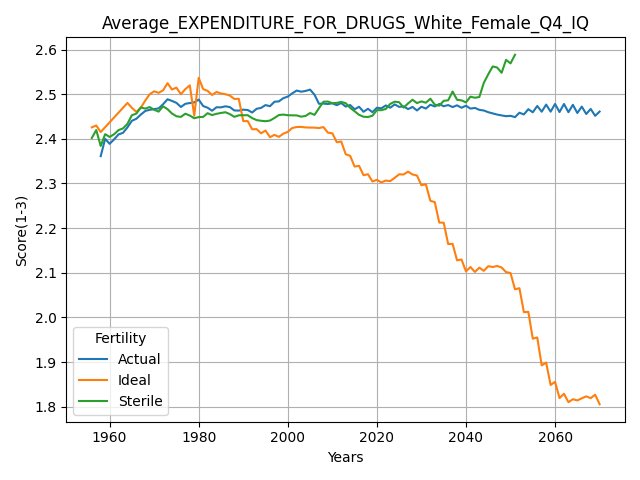 Average_EXPENDITURE_FOR_DRUGS_White_Female_Q4_IQ
Score(1-3)
2.6
2.5
2.4
2.3
2.2
2.1
2.0
1.9
1.8
Fertility
Actual
Ideal
Sterile
1960 1980 2000 2020 2040 2060
Years